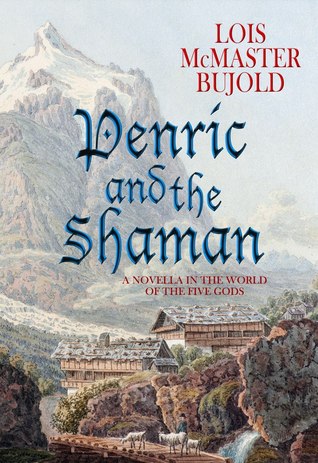 LOIS
McMASTER
BUJOLD
Penric
and the
Shaman
A NOVELLA IN THE WORLD
OF THE FIVE GODS